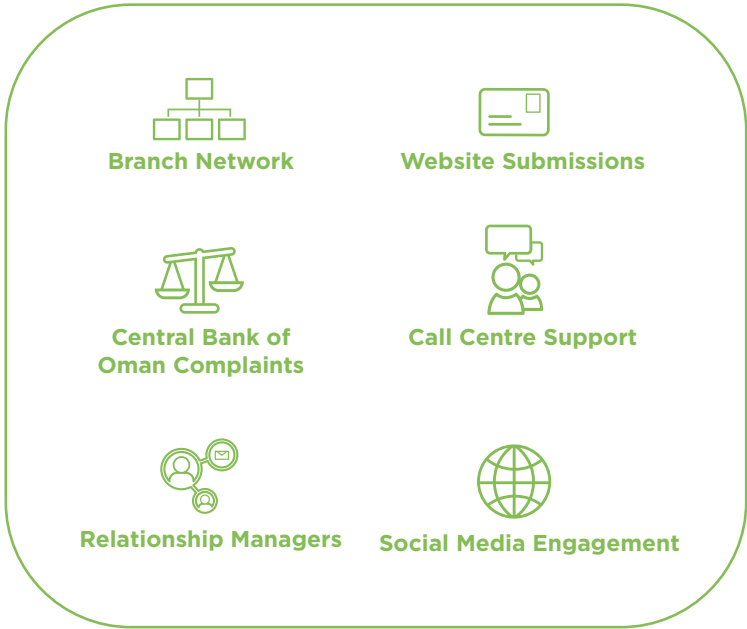 Branch Network
Website Submissions
Central Bank of
Oman Complaints
Call Centre Support
Relationship Managers
Social Media Engagement